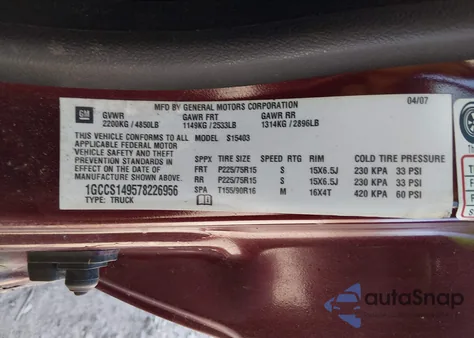 MFD BY GENERAL MOTORS CORPORATION 04/07
GM GVWR GAWR FRT GAWR RR
2200KG / 4850LB 1149KG / 2533LB 1314KG / 2896LB
THIS VEHICLE CONFORMS TO ALL MODEL S15403
APPLICABLE FEDERAL MOTOR
VEHICLE SAFETY AND THEFT SPPX TIRE SIZE SPEED RTG RIM COLD TIRE PRESSURE
PREVENTION STANDARDS IN FRT P225/75R15 S 15X6.5J 230 KPA 33 PSI
EFFECT ON THE DATE OF RR P225/75R15 S 15X6.5J 230 KPA 33 PSI
MANUFACTURE SHOWN ABOVE. SPA T155/90R16 M 16X4T 420 KPA 60 PSI
1GCCS149578226956
TYPE: TRUCK
autoSnap